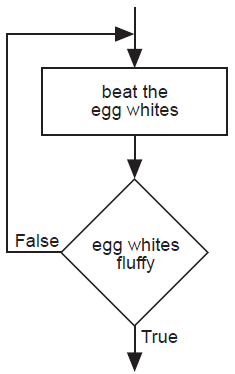 beat the
egg whites
egg whites
fluffy
False
True